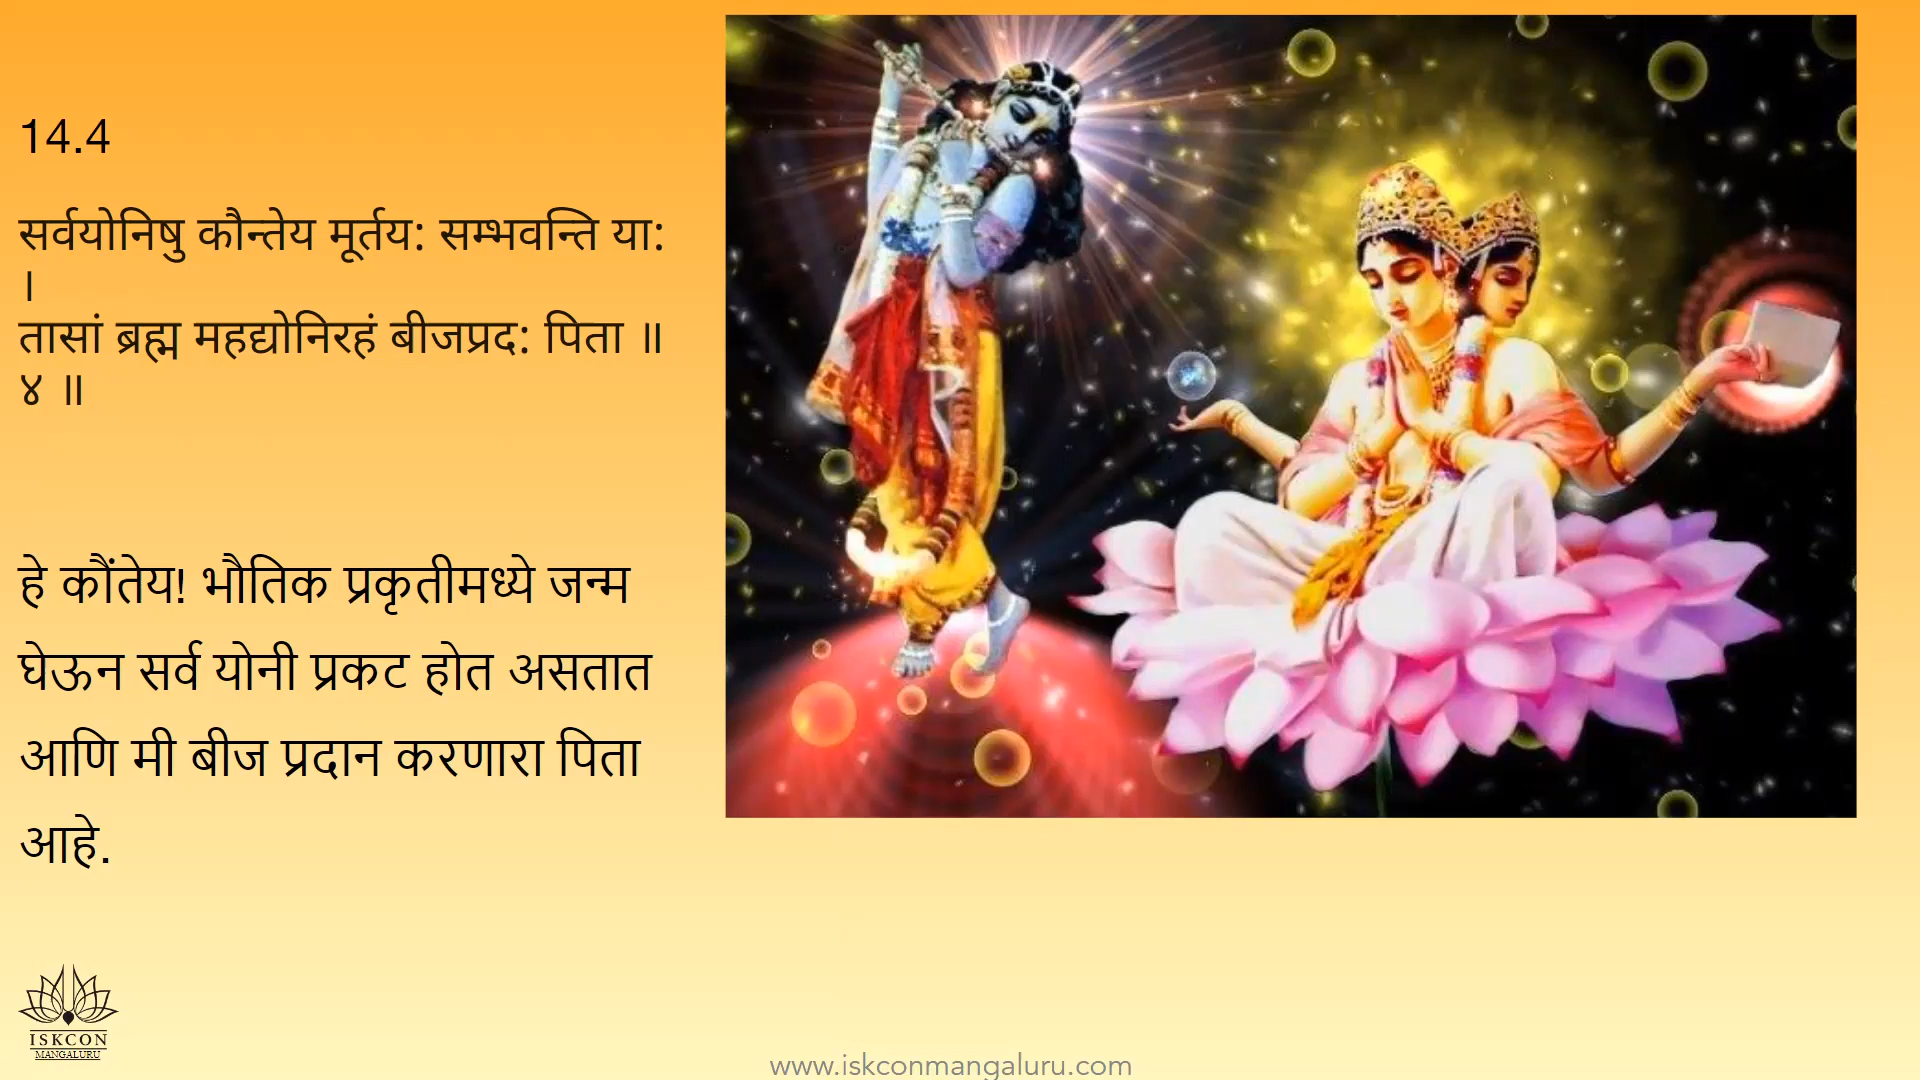 14.4
सर्वयोनिषु कौन्तेय मूर्तय: सम्भवन्ति या:
।
तासां ब्रह्म महद्योनिरहं बीजप्रद: पिता ॥
४ ॥
हे कौंतेय! भौतिक प्रकृतीमध्ये जन्म
घेऊन सर्व योनी प्रकट होत असतात
आणि मी बीज प्रदान करणारा पिता
आहे.
ISKCON
MANGALURU
www.iskconmangaluru.com